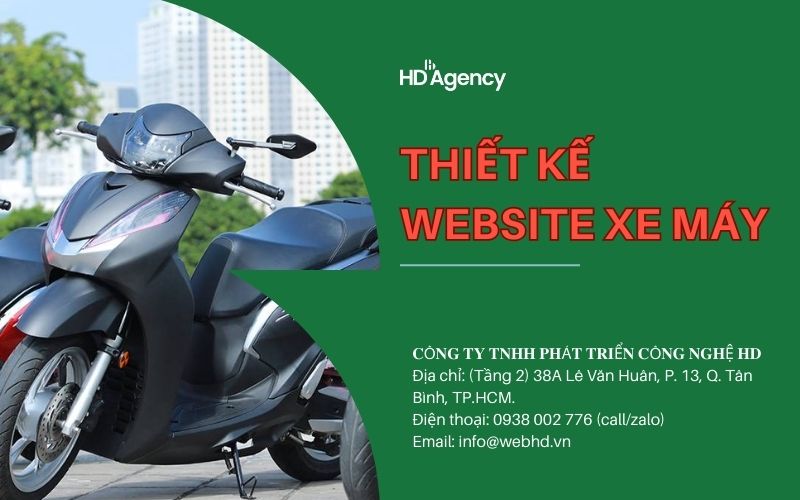 HD Agency
THIẾT KẾ
WEBSITE XE MÁY
CÔNG TY TNHH PHÁT TRIỂN CÔNG NGHỆ HD
Địa chỉ: (Tầng 2) 38A Lê Văn Huân, P. 13, Q. Tân
Bình, TP.HCM.
Điện thoại: 0938 002 776 (call/zalo)
Email: info@webhd.vn